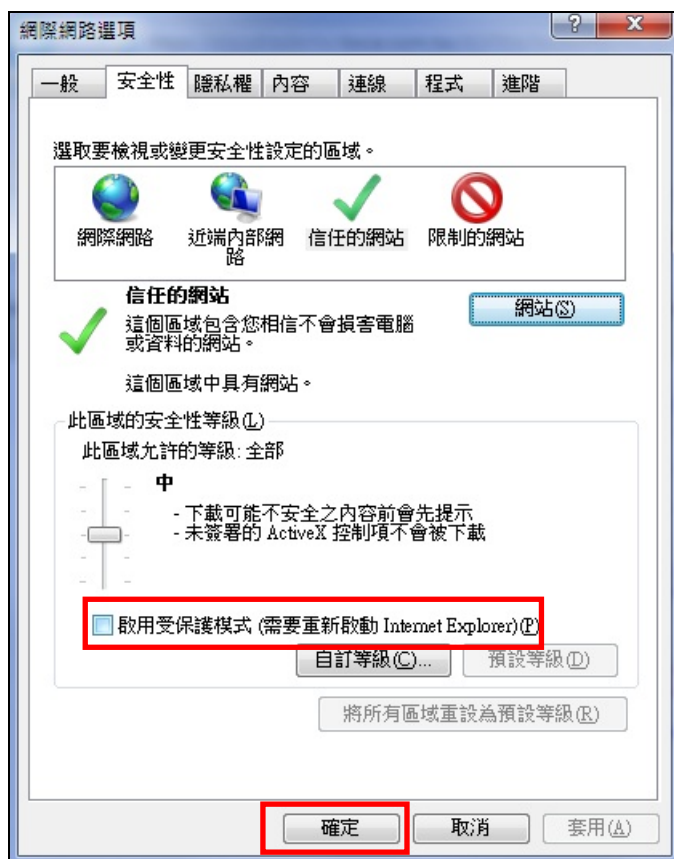 網際網路選項
一般 安全性 隱私權 內容 連線 程式 進階
選取要檢視或變更安全性設定的區域。
網際網路 近端內部網路 信任的網站 限制的網站
信任的網站
網站(S)
這個區域包含您相信不會損害電腦
或資料的網站。
這個區域中具有網站。
此區域的安全性等級(L)
此區域允許的等級: 全部
中
- 下載可能不安全之內容前會先提示
- 未簽署的 ActiveX 控制項不會被下載
啟用受保護模式 (需要重新啟動 Internet Explorer)(P)
自訂等級(C)... 預設等級(D)
將所有區域重設為預設等級(R)
確定 取消 套用(A)